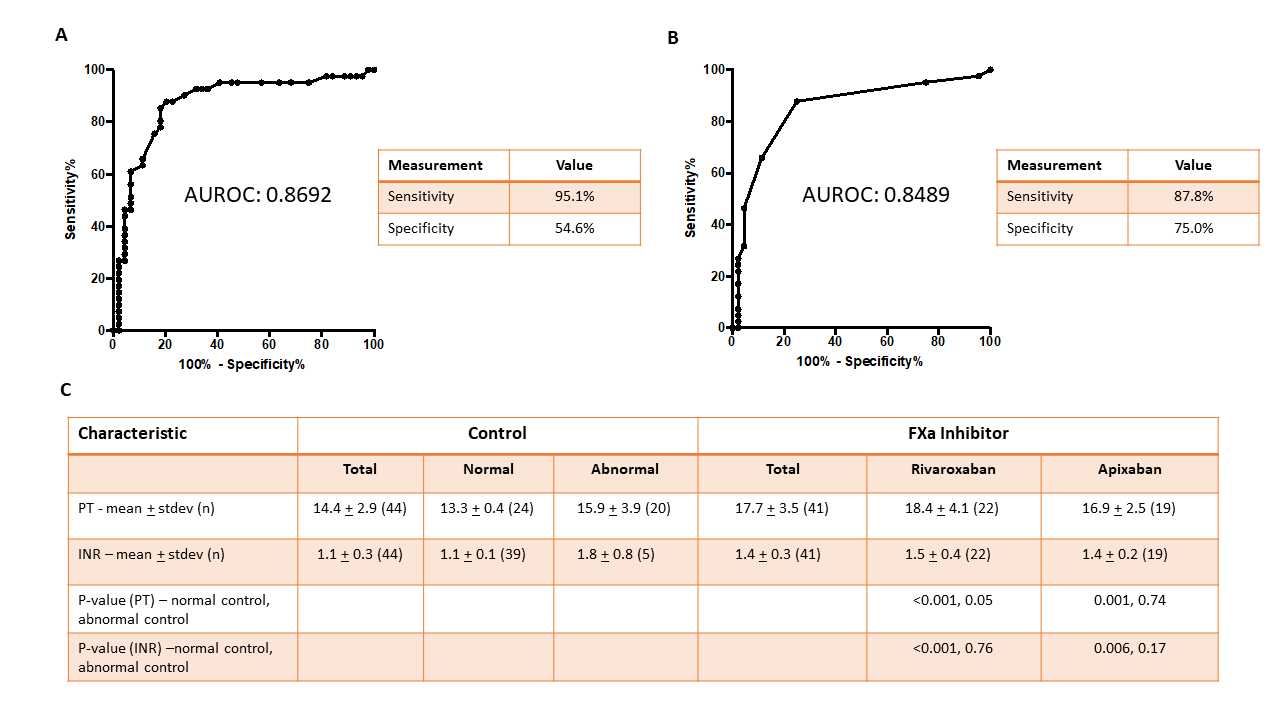 A
B
100
80
60
40
20
0
Sensitivity%
0 20 40 60 80 100
100% - Specificity%
AUROC: 0.8692
Measurement Value
Sensitivity 95.1%
Specificity 54.6%
100
80
60
40
20
0
Sensitivity%
0 20 40 60 80 100
100% - Specificity%
AUROC: 0.8489
Measurement Value
Sensitivity 87.8%
Specificity 75.0%
C
Characteristic Control FXa Inhibitor
Total Normal Abnormal Total Rivaroxaban Apixaban
PT - mean ± stdev (n) 14.4 ± 2.9 (44) 13.3 ± 0.4 (24) 15.9 ± 3.9 (20) 17.7 ± 3.5 (41) 18.4 ± 4.1 (22) 16.9 ± 2.5 (19)
INR – mean ± stdev (n) 1.1 ± 0.3 (44) 1.1 ± 0.1 (39) 1.8 ± 0.8 (5) 1.4 ± 0.3 (41) 1.5 ± 0.4 (22) 1.4 ± 0.2 (19)
P-value (PT) – normal control, <0.001, 0.05 0.001, 0.74
abnormal control
P-value (INR) –normal control, <0.001, 0.76 0.006, 0.17
abnormal control